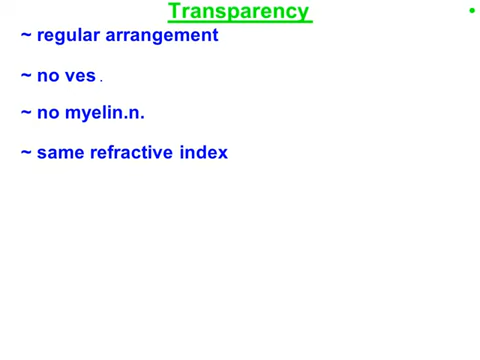 Transparency
~ regular arrangement
~ no ves .
~ no myelin.n.
~ same refractive index